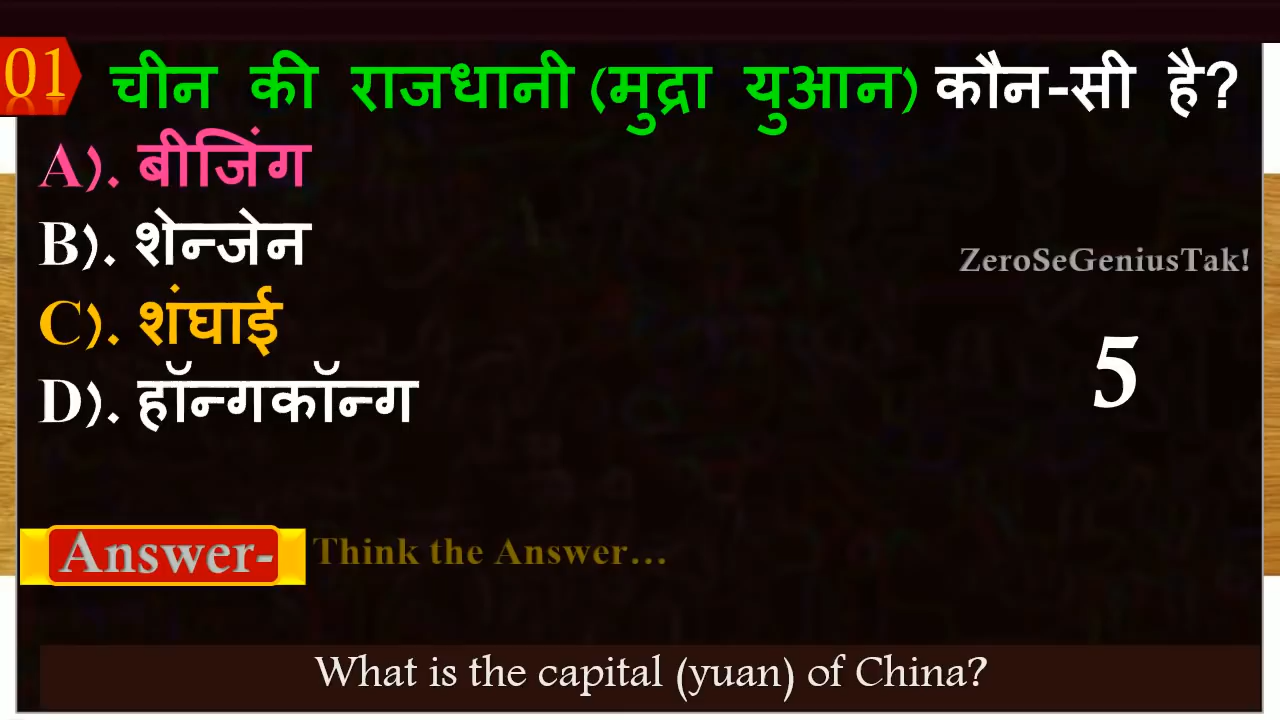 01 चीन की राजधानी (मुद्रा युआन) कौन-सी है?
A). बीजिंग
B). शेन्जेन
ZeroSeGeniusTak!
C). शंघाई
5
D). हॉन्गकॉन्ग
Answer- Think the Answer...
What is the capital (yuan) of China?